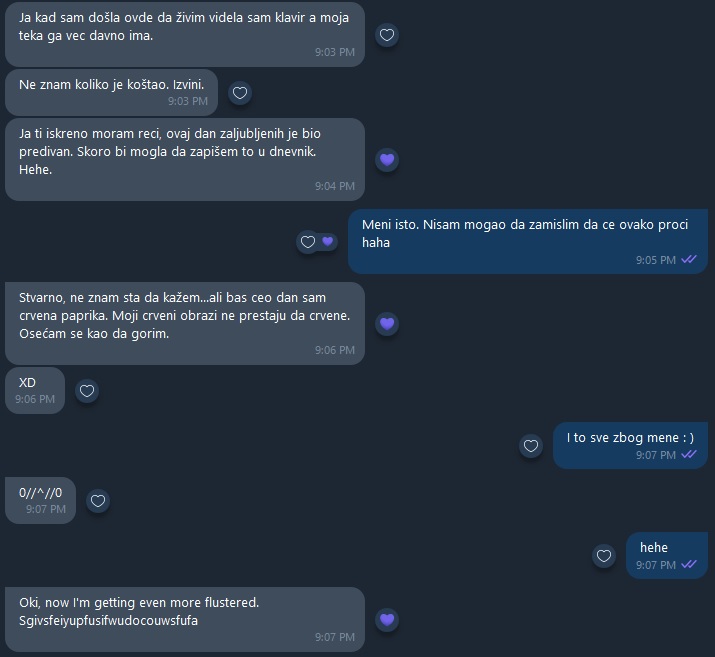 Ja kad sam došla ovde da živim videla sam klavir a moja
teka ga vec davno ima.
9:03 PM
Ne znam koliko je koštao. Izvini.
9:03 PM
Ja ti iskreno moram reci, ovaj dan zaljubljenih je bio
predivan. Skoro bi mogla da zapišem to u dnevnik.
Hehe.
9:04 PM
Meni isto. Nisam mogao da zamislim da ce ovako proci
haha
9:05 PM
Stvarno, ne znam sta da kažem...ali bas ceo dan sam
crvena paprika. Moji crveni obrazi ne prestaju da crvene.
Osećam se kao da gorim.
9:06 PM
XD
9:06 PM
I to sve zbog mene : )
9:07 PM
0//^//0
9:07 PM
hehe
9:07 PM
Oki, now I'm getting even more flustered.
Sgivsfeiyupfusifwudocouwsfufa
9:07 PM